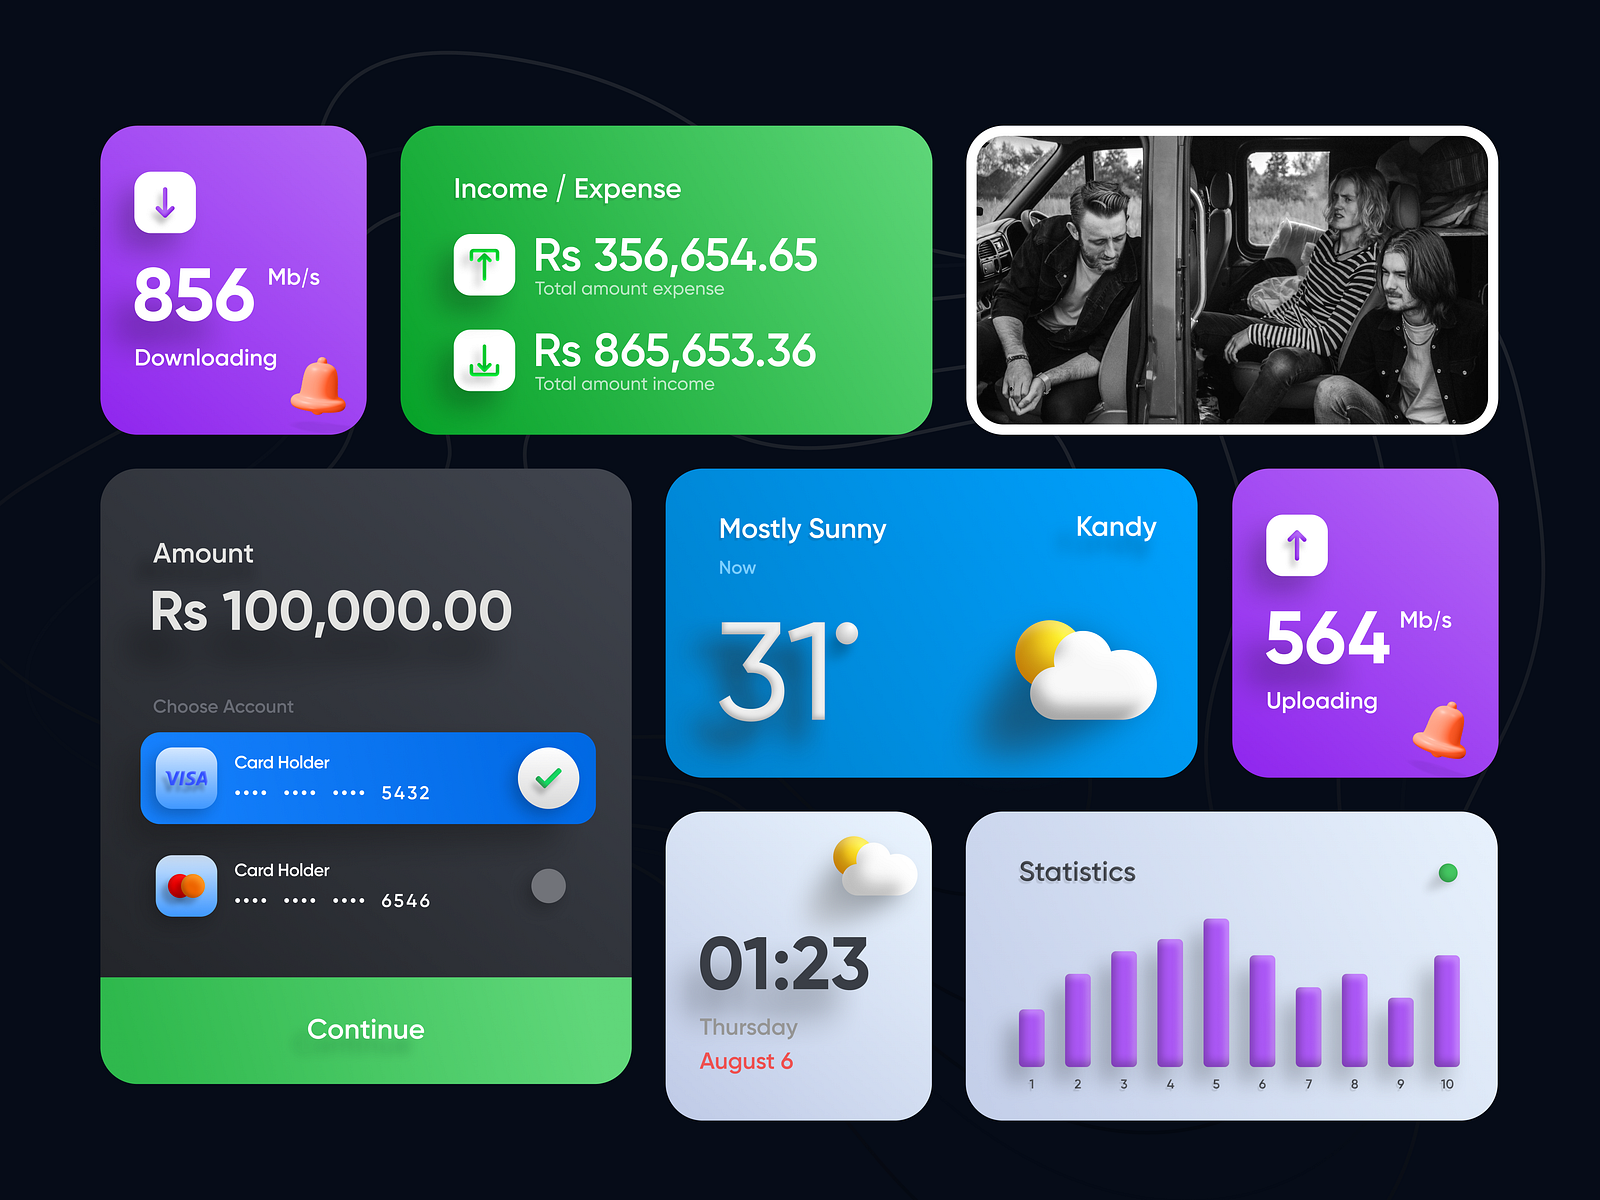 856 Mb/s
Downloading
Income / Expense
Rs 356,654.65
Total amount expense
Rs 865,653.36
Total amount income
Amount
Rs 100,000.00
Choose Account
VISA
Card Holder
•••• •••• •••• 5432
Card Holder
•••• •••• •••• 6546
Continue
Mostly Sunny
Kandy
Now
31°
564 Mb/s
Uploading
01:23
Thursday
August 6
Statistics
1 2 3 4 5 6 7 8 9 10